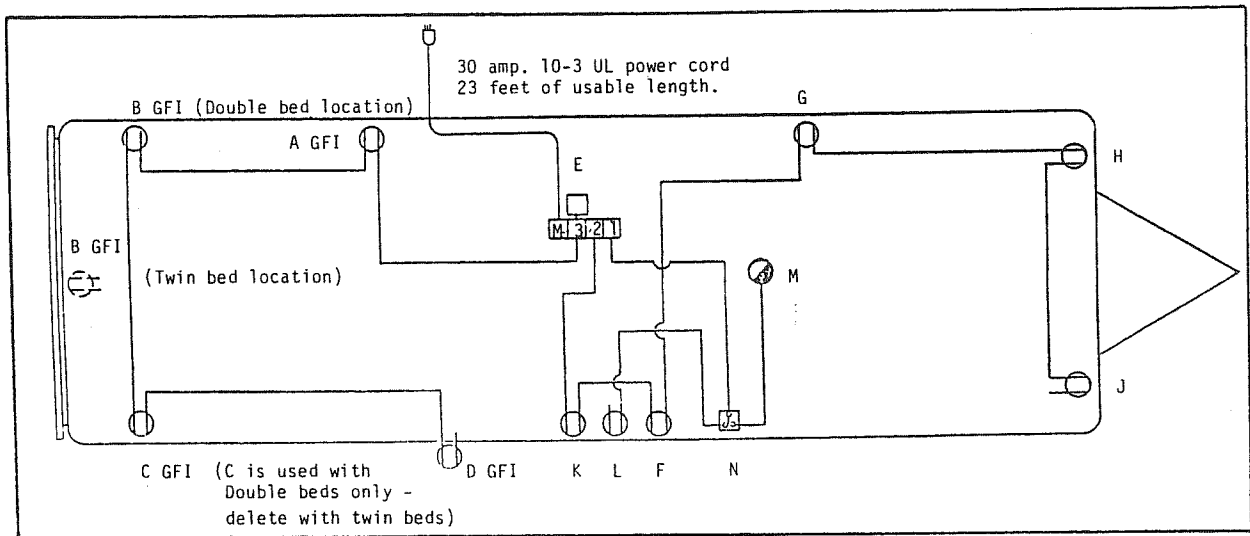 30 amp. 10-3 UL power cord
23 feet of usable length.
B GFI (Double bed location)
A GFI
G
E
H
M 3 2 1
B GFI
(Twin bed location)
M
J
C GFI (C is used with
Double beds only -
delete with twin beds)
D GFI
K
L
F
N